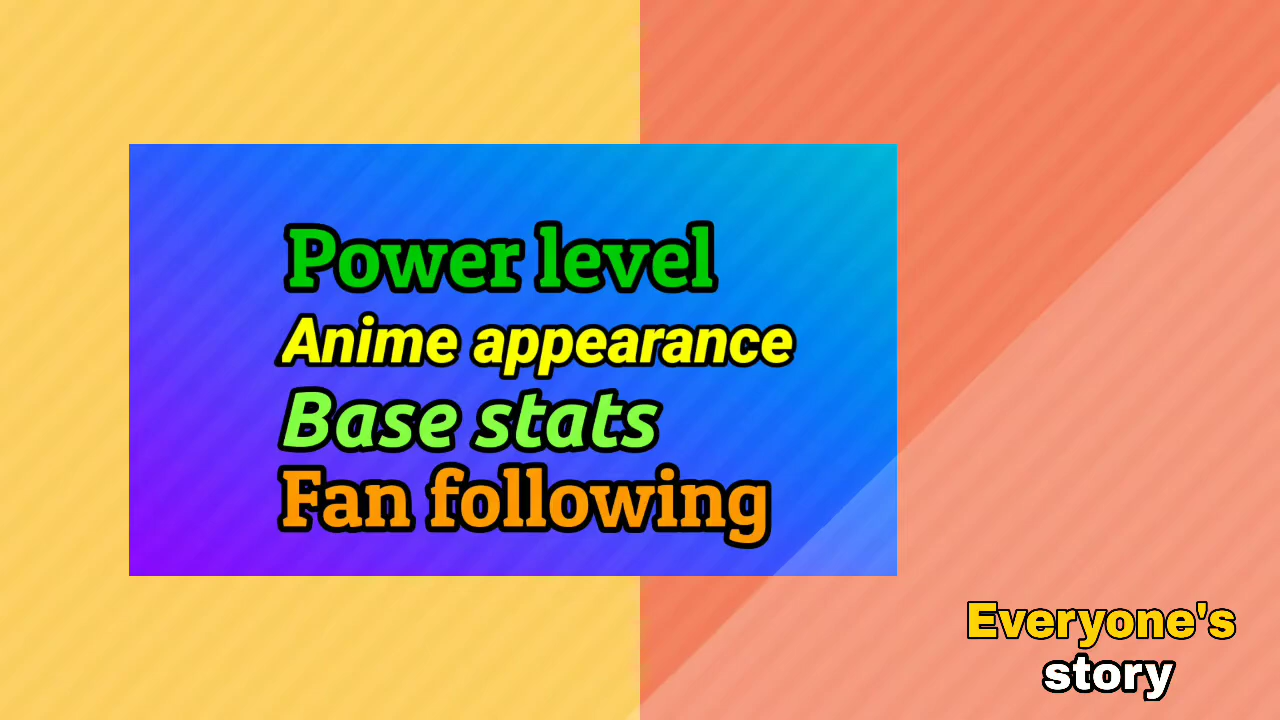 Power level
Anime appearance
Base stats
Fan following
Everyone's
story